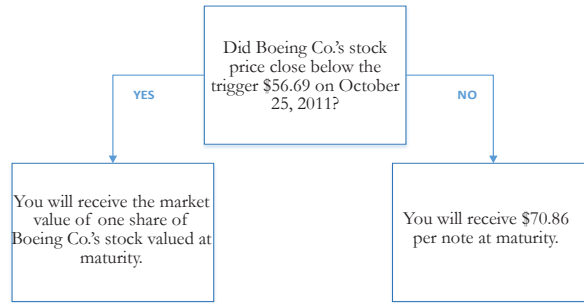 Did Boeing Co.'s stock
price close below the
trigger $56.69 on October
25, 2011?
YES
NO
You will receive the market
value of one share of
Boeing Co.'s stock valued at
maturity.
You will receive $70.86
per note at maturity.